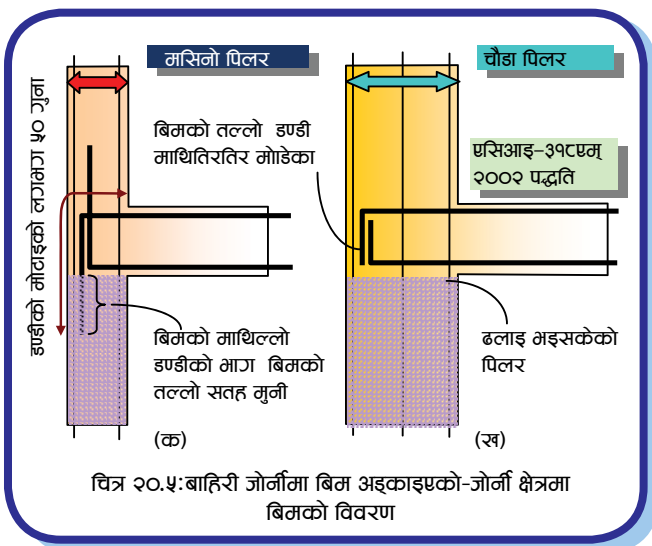 मसिनो पिलर
चौडा पिलर
बिमको तल्लो डण्डी
माथितिरतिर मोाडेका
एसिआइ–३१८एम्
२००२ पद्धति
डण्डीको मोटाइको लगभग ५० गुना
बिमको माथिल्लो
डण्डीको भाग बिमको
तल्लो सतह मुनी
ढलाइ भइसकेको
पिलर
(क)
(ख)
चित्र २०.५:बाहिरी जोर्नीमा बिम अड्काइएको-जोर्नी क्षेत्रमा
बिमको विवरण